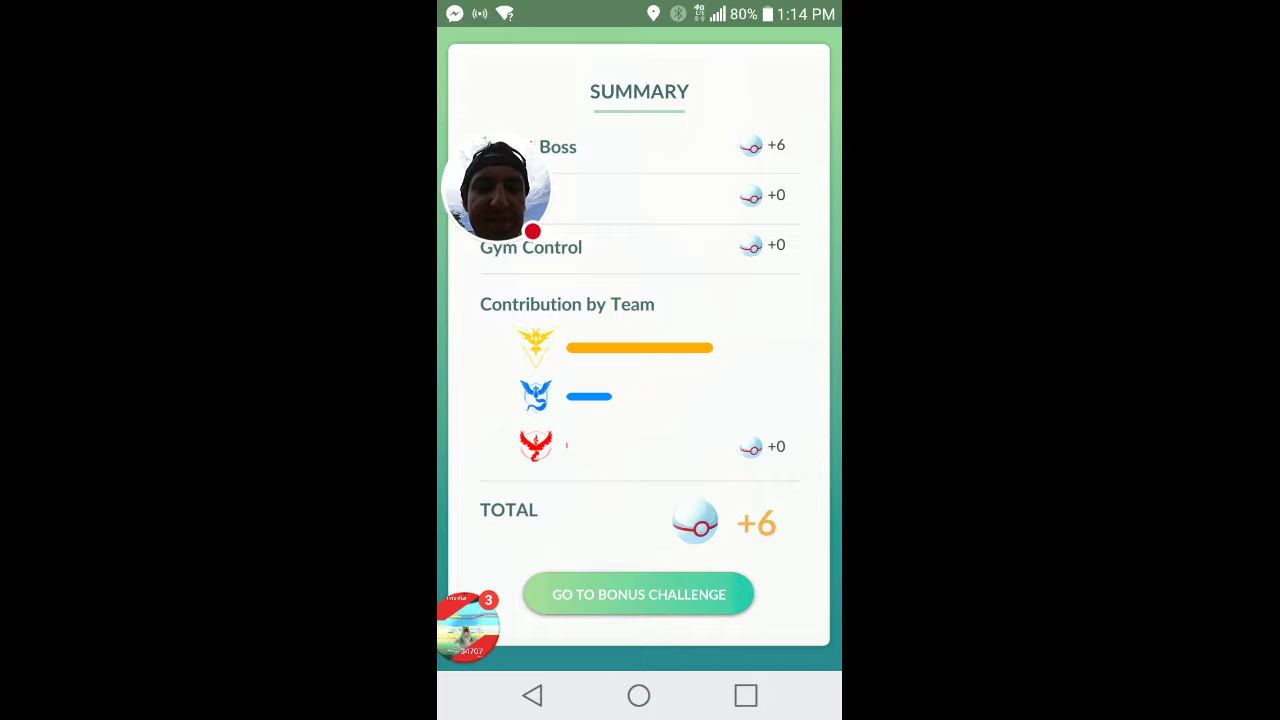 80% 1:14 PM
SUMMARY
Boss +6
+0
Gym Control +0
Contribution by Team
+0
TOTAL +6
GO TO BONUS CHALLENGE
3
34707